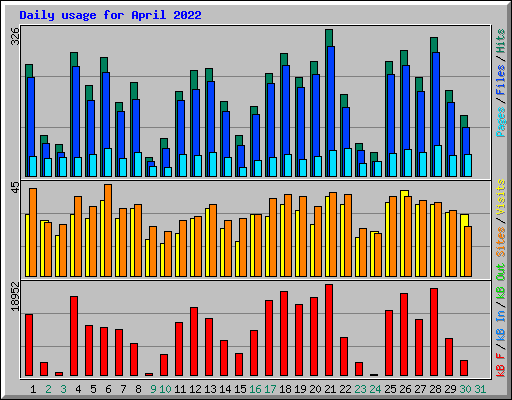 Daily usage for April 2022
326
Pages / Files / Hits
45
Sites / Visits
18952
kB F / kB In / kB Out
1 2 3 4 5 6 7 8 9 10 11 12 13 14 15 16 17 18 19 20 21 22 23 24 25 26 27 28 29 30 31